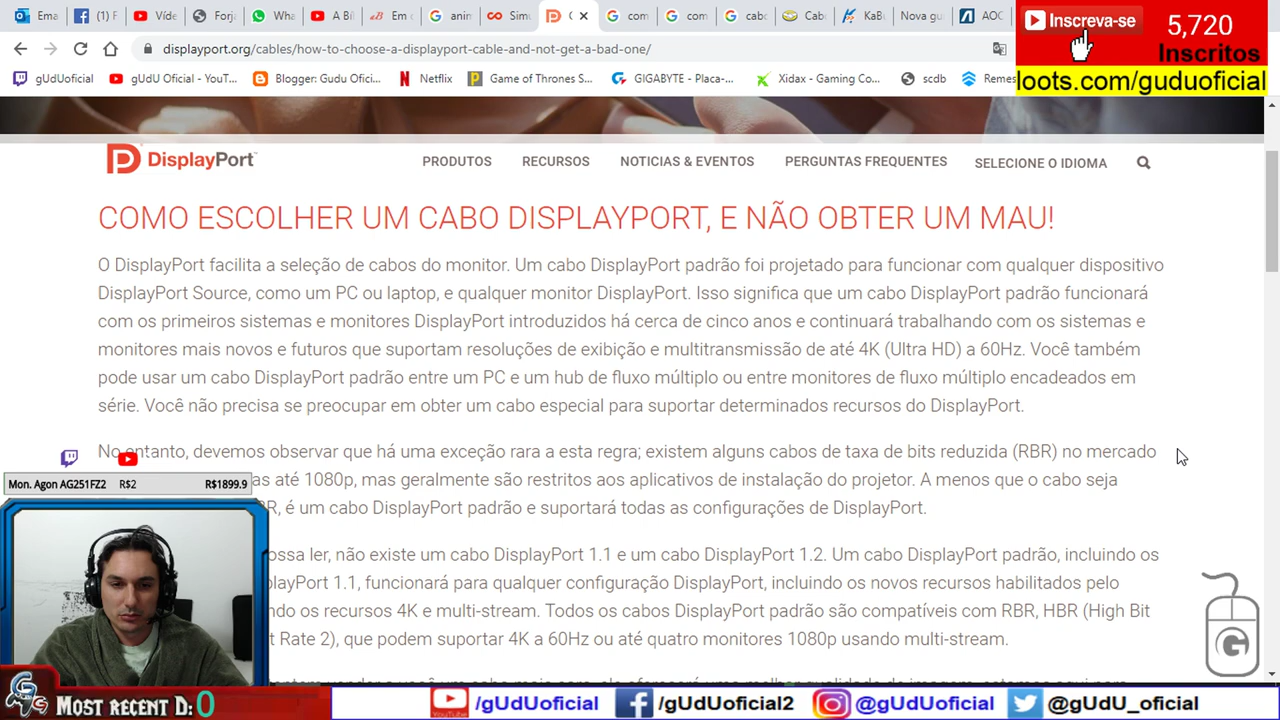 Ema
(1) F
Víde
Forja
Wha
A Bi
Em c
anim
Simo
C
com
com
cabo
Cabo
KaBu
Nova gu
AOC
displayport.org/cables/how-to-choose-a-displayport-cable-and-not-get-a-bad-one/
Inscreva-se
5,720
Inscritos
loots.com/guduoficial
gUdUoficial
gUdU Oficial - YouT...
Blogger: Gudu Ofici...
Netflix
Game of Thrones S...
GIGABYTE - Placa-...
Xidax - Gaming Co...
scdb
Remes
DisplayPort
PRODUTOS
RECURSOS
NOTICIAS & EVENTOS
PERGUNTAS FREQUENTES
SELECIONE O IDIOMA
COMO ESCOLHER UM CABO DISPLAYPORT, E NÃO OBTER UM MAU!
O DisplayPort facilita a seleção de cabos do monitor. Um cabo DisplayPort padrão foi projetado para funcionar com qualquer dispositivo
DisplayPort Source, como um PC ou laptop, e qualquer monitor DisplayPort. Isso significa que um cabo DisplayPort padrão funcionará
com os primeiros sistemas e monitores DisplayPort introduzidos há cerca de cinco anos e continuará trabalhando com os sistemas e
monitores mais novos e futuros que suportam resoluções de exibição e multitransmissão de até 4K (Ultra HD) a 60Hz. Você também
pode usar um cabo DisplayPort padrão entre um PC e um hub de fluxo múltiplo ou entre monitores de fluxo múltiplo encadeados em
série. Você não precisa se preocupar em obter um cabo especial para suportar determinados recursos do DisplayPort.
No entanto, devemos observar que há uma exceção rara a esta regra; existem alguns cabos de taxa de bits reduzida (RBR) no mercado
as até 1080p, mas geralmente são restritos aos aplicativos de instalação do projetor. A menos que o cabo seja
BR, é um cabo DisplayPort padrão e suportará todas as configurações de DisplayPort.
ossa ler, não existe um cabo DisplayPort 1.1 e um cabo DisplayPort 1.2. Um cabo DisplayPort padrão, incluindo os
playPort 1.1, funcionará para qualquer configuração DisplayPort, incluindo os novos recursos habilitados pelo
ndo os recursos 4K e multi-stream. Todos os cabos DisplayPort padrão são compatíveis com RBR, HBR (High Bit
t Rate 2), que podem suportar 4K a 60Hz ou até quatro monitores 1080p usando multi-stream.
Mon. Agon AG251FZ2 R$2 R$1899.9
G
MOST RECENT D: 0
/gUdUoficial
/gUdUoficial2
@gUdUoficial
@gUdU_oficial